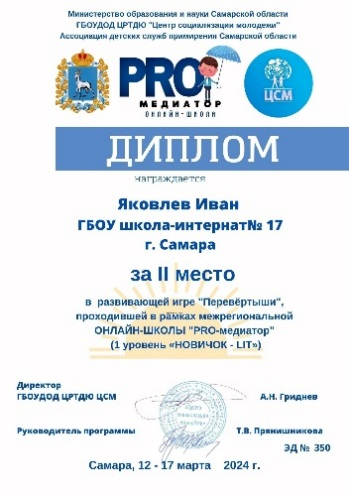 Министерство образования и науки Самарской области
ГБОУДОД ЦРТДЮ "Центр социализации молодежи"
Ассоциация детских служб примирения Самарской области
PRO
МЕДИАТОР
ОНЛАЙН-ШКОЛА
ЦСМ
ДИПЛОМ
награждается
Яковлев Иван
ГБОУ школа-интернат№ 17
г. Самара
за II место
в развивающей игре "Перевёртыши",
проходившей в рамках межрегиональной
ОНЛАЙН-ШКОЛЫ "PRO-медиатор"
(1 уровень «НОВИЧОК - LIT»)
Директор
ГБОУДОД ЦРТДЮ ЦСМ А.Н. Гриднев
Руководитель программы Т.В. Прянишникова
ЭД № 350
Самара, 12 - 17 марта 2024 г.